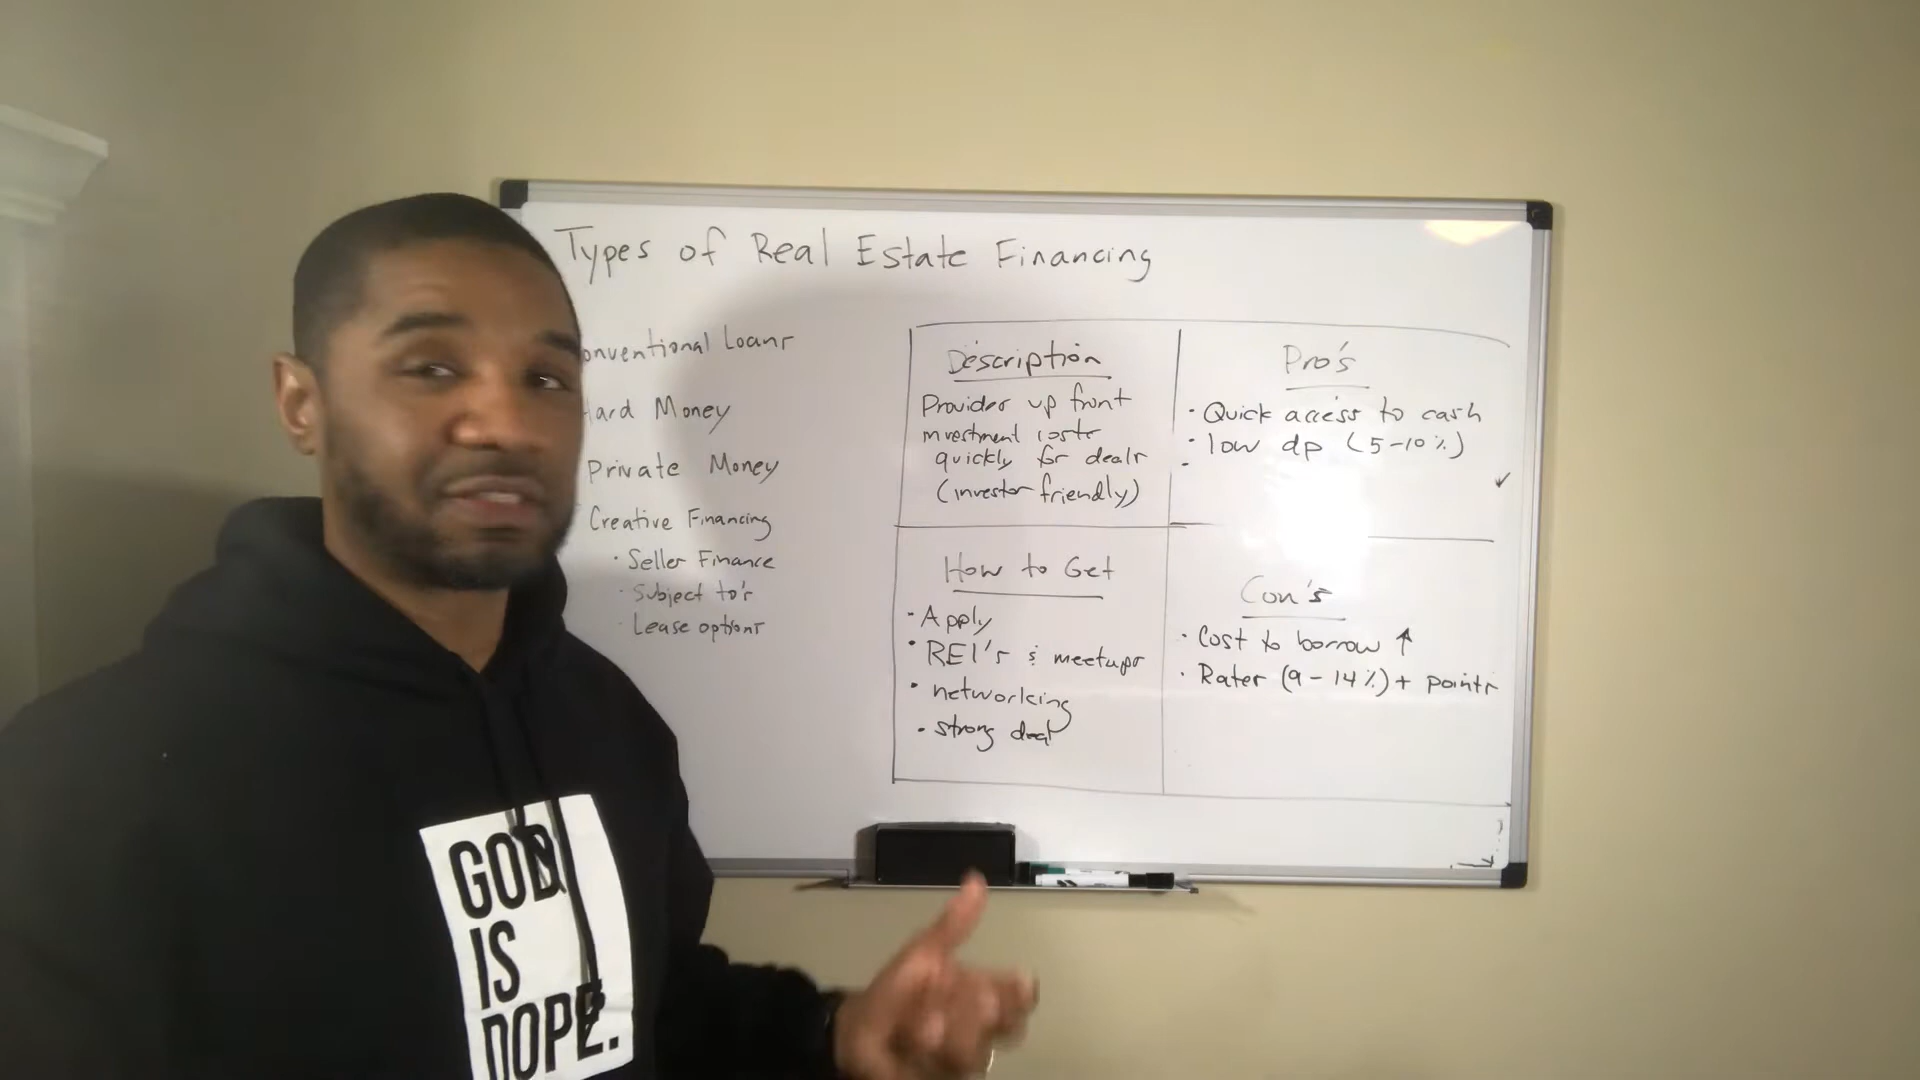 Types of Real Estate Financing
onventional Loans
Hard Money
Private Money
Creative Financing
· Seller Finance
· Subject to's
· Lease options
Description
Provides up front
investment costs
quickly for deals
(investor friendly)
Pro's
· Quick access to cash
· low dp (5-10%)
How to Get
· Apply
· REI's & meetups
· networking
· strong deal
Con's
· Cost to borrow ↑
· Rates (9-14%) + points
GOD
IS
DOPE.